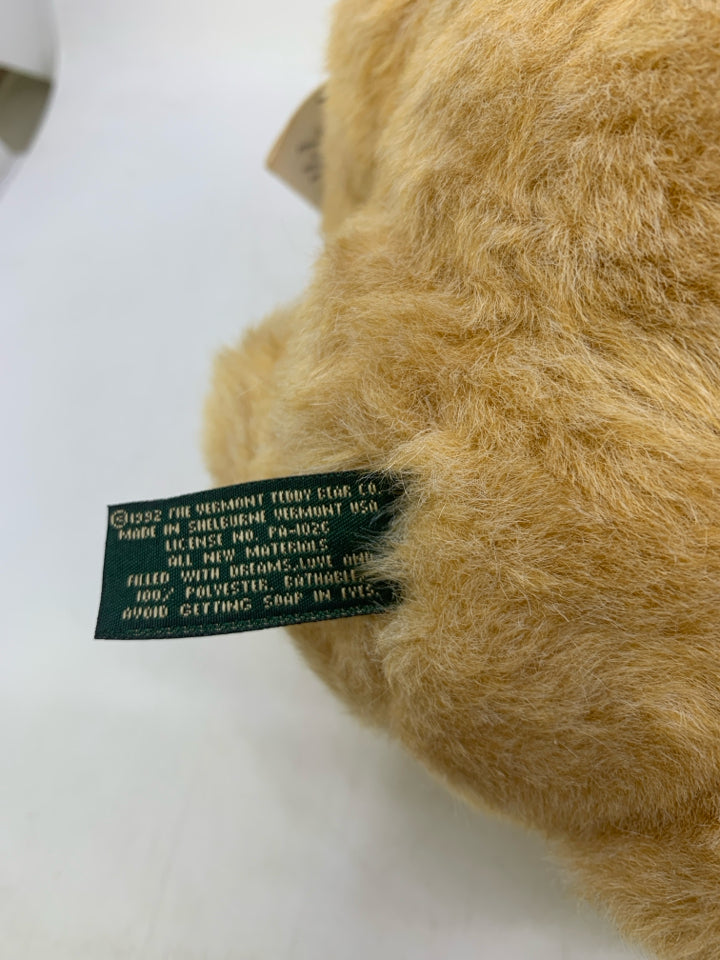 ©1992 THE VERMONT TEDDY BEAR CO.
MADE IN SHELBURNE VERMONT USA
LICENSE NO. PA-102C
ALL NEW MATERIALS
FILLED WITH DREAMS, LOVE AND
100% POLYESTER. BATHABLE
AVOID GETTING SOAP IN EYES